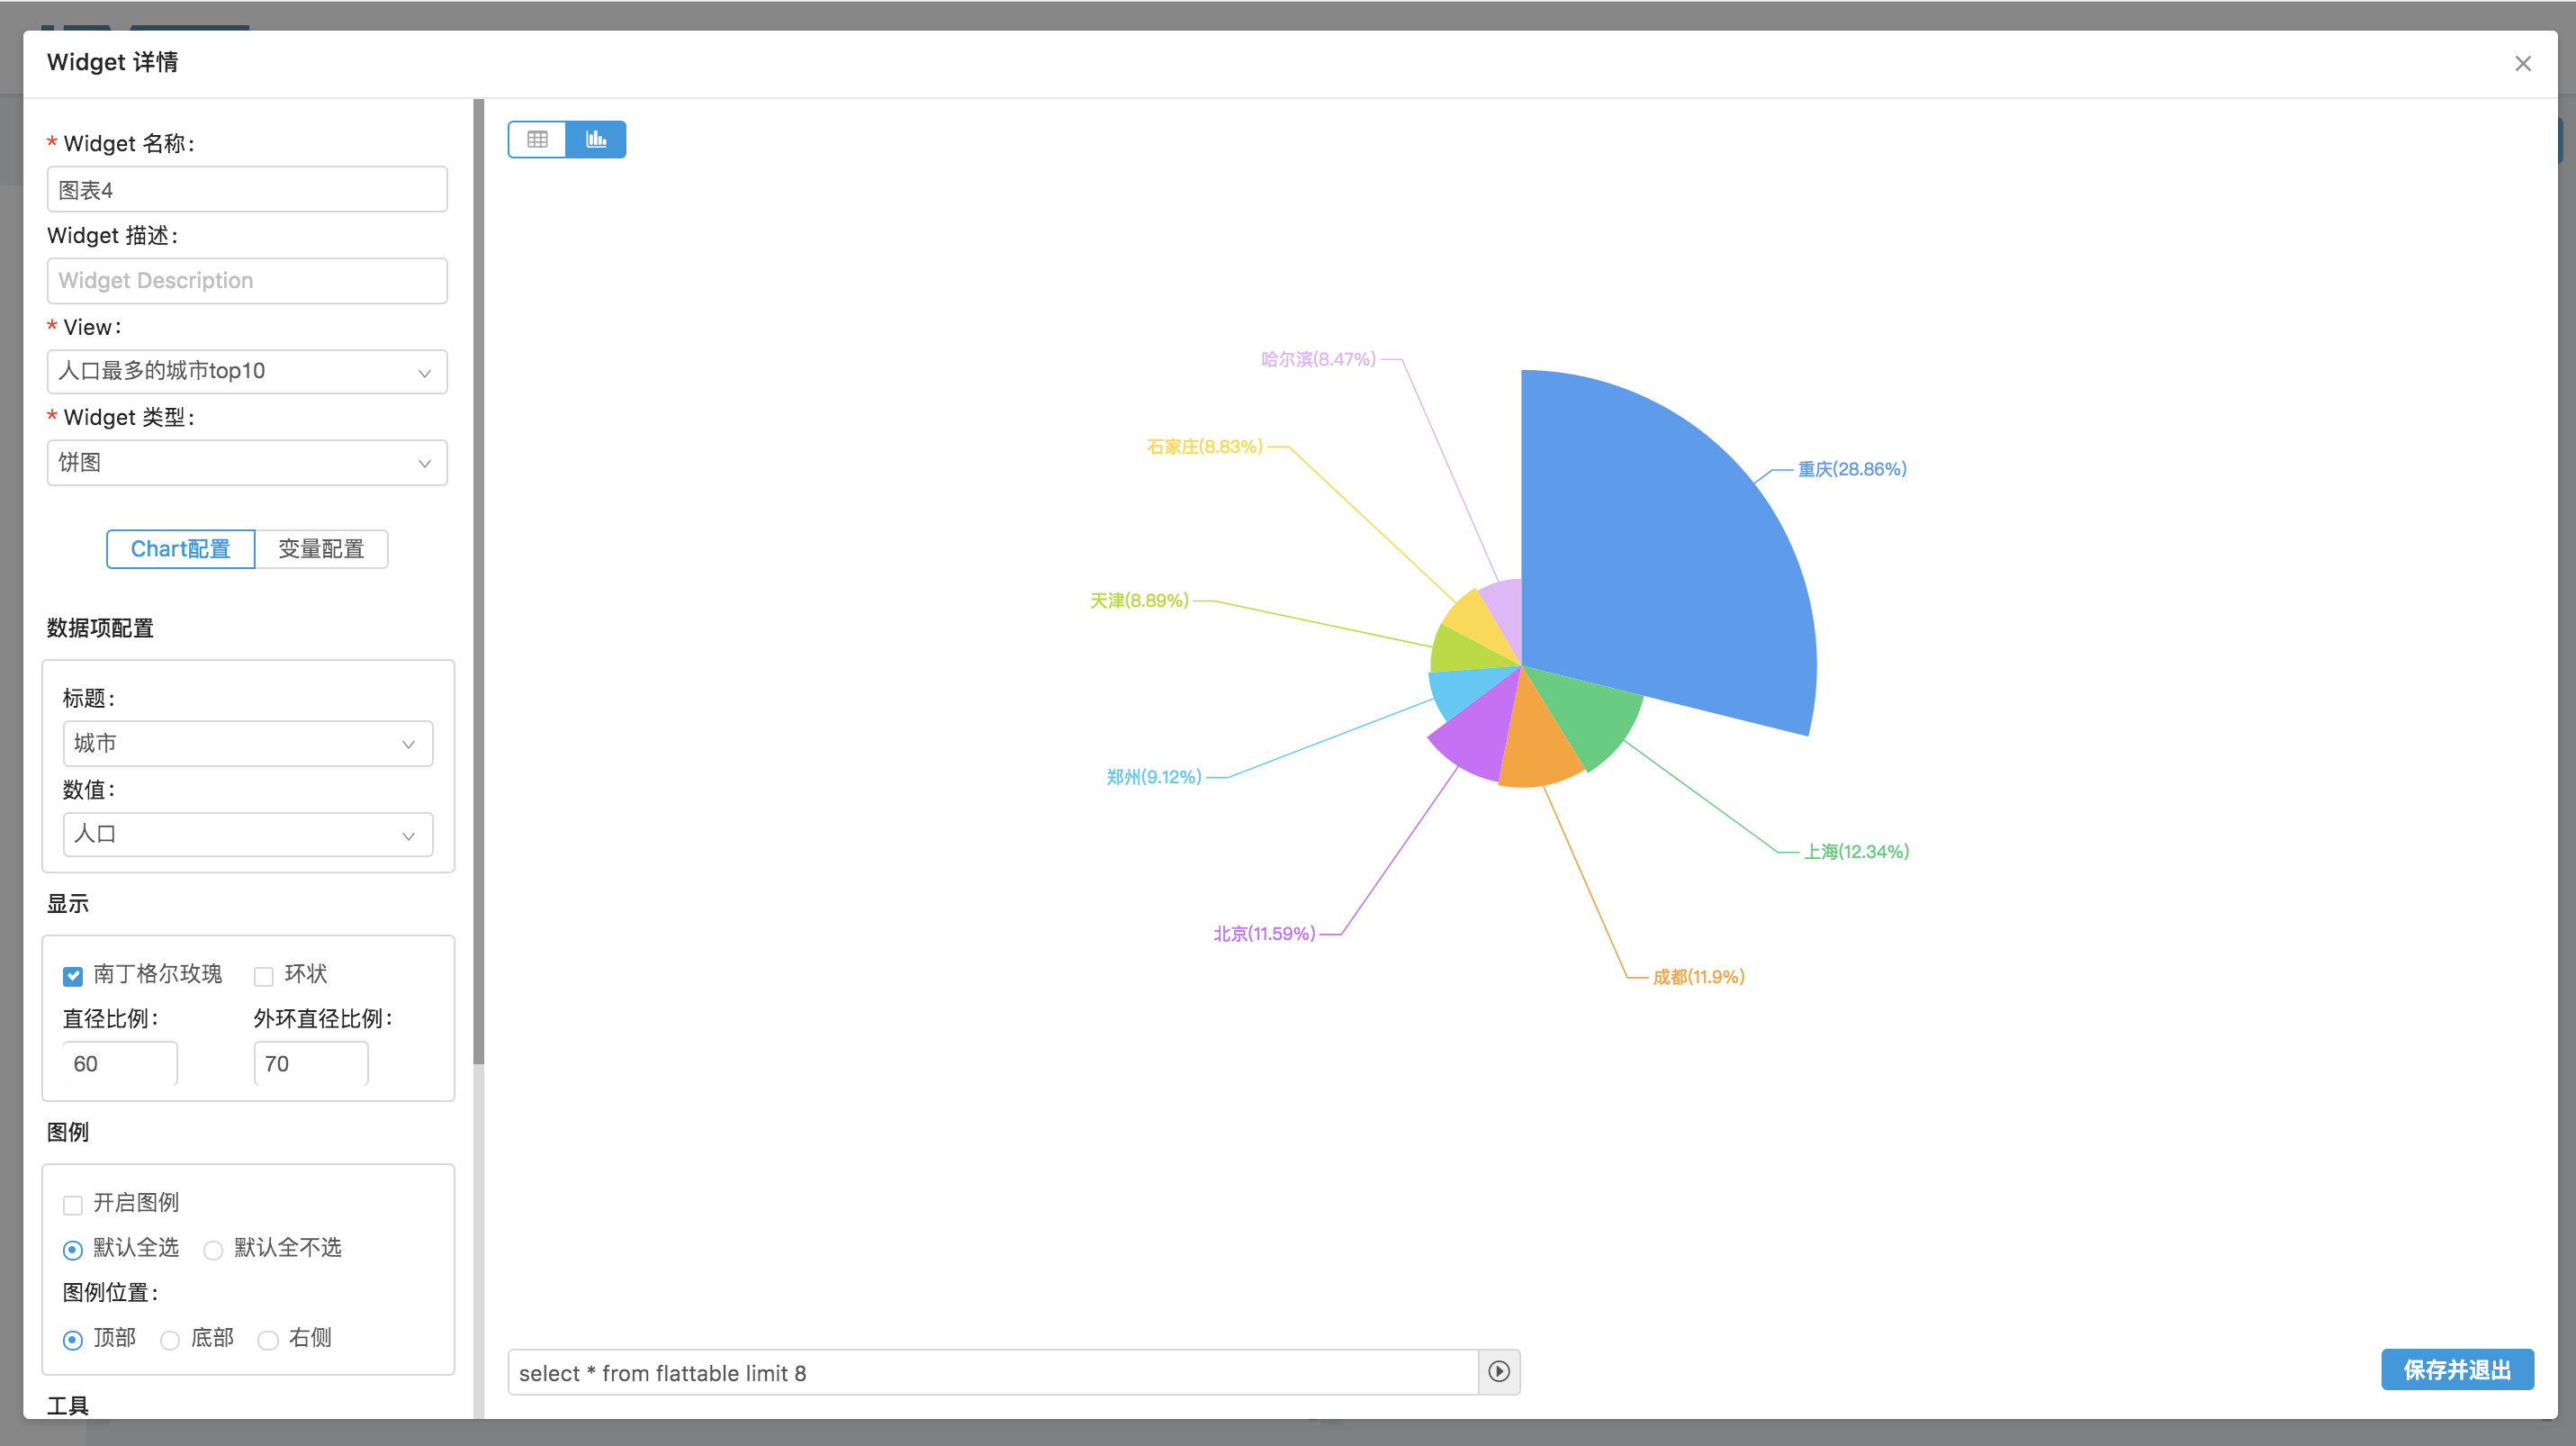 Widget 详情
* Widget 名称:
图表4
Widget 描述:
Widget Description
* View:
人口最多的城市top10
* Widget 类型:
饼图
Chart配置 变量配置
数据项配置
标题:
城市
数值:
人口
显示
南丁格尔玫瑰 环状
直径比例: 外环直径比例:
60 70
图例
开启图例
默认全选 默认全不选
图例位置:
顶部 底部 右侧
工具
哈尔滨(8.47%)
石家庄(8.83%)
重庆(28.86%)
天津(8.89%)
郑州(9.12%)
上海(12.34%)
北京(11.59%)
成都(11.9%)
select * from flattable limit 8
保存并退出